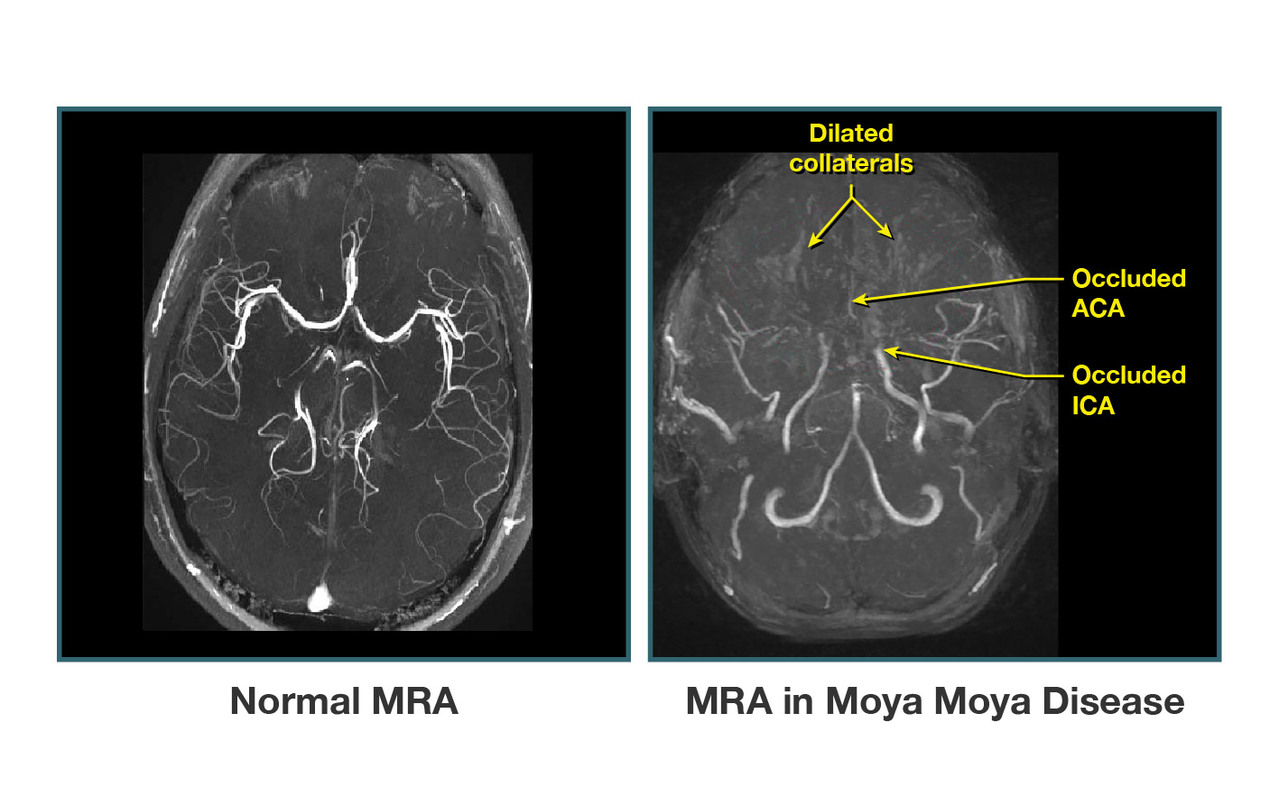 Dilated
collaterals
Occluded
ACA
Occluded
ICA
Normal MRA
MRA in Moya Moya Disease